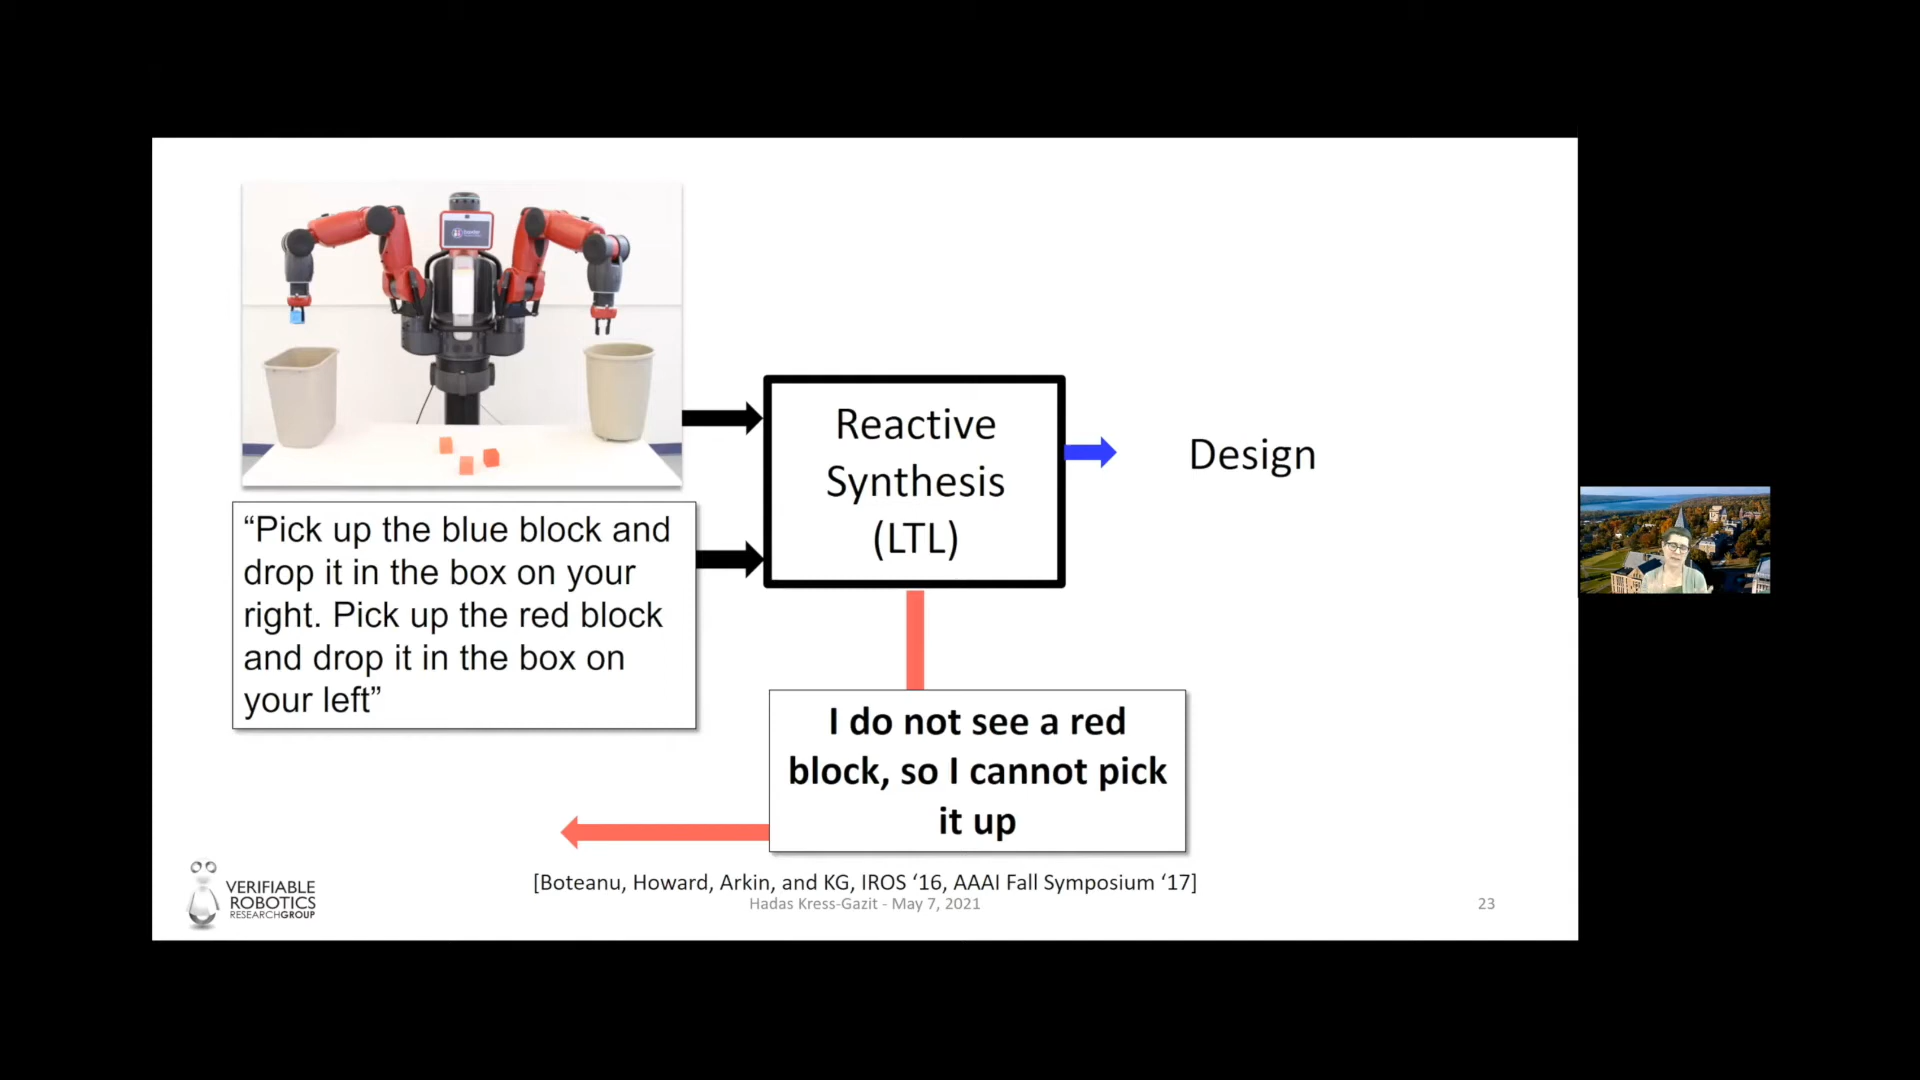 “Pick up the blue block and
drop it in the box on your
right. Pick up the red block
and drop it in the box on
your left”
Reactive
Synthesis
(LTL)
Design
I do not see a red
block, so I cannot pick
it up
[Boteanu, Howard, Arkin, and KG, IROS ‘16, AAAI Fall Symposium ‘17]
VERIFIABLE
ROBOTICS
RESEARCHGROUP
Hadas Kress-Gazit - May 7, 2021
23